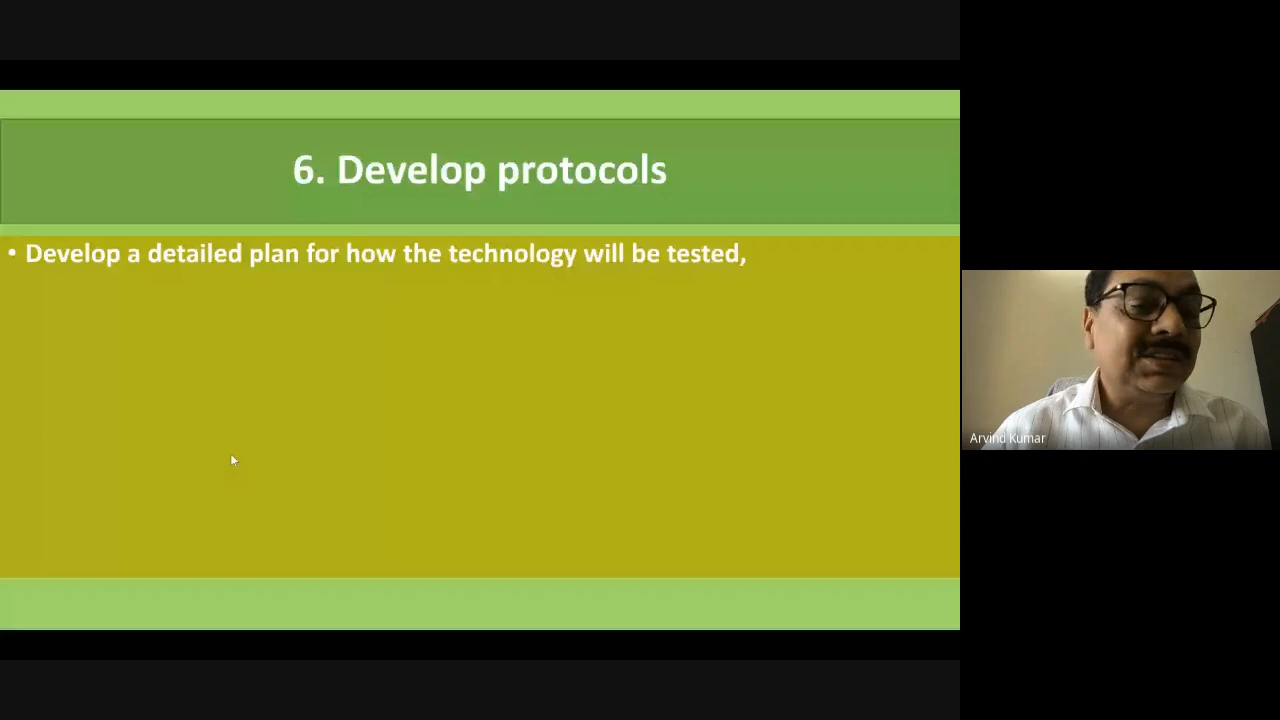 6. Develop protocols
• Develop a detailed plan for how the technology will be tested,
Arvind Kumar